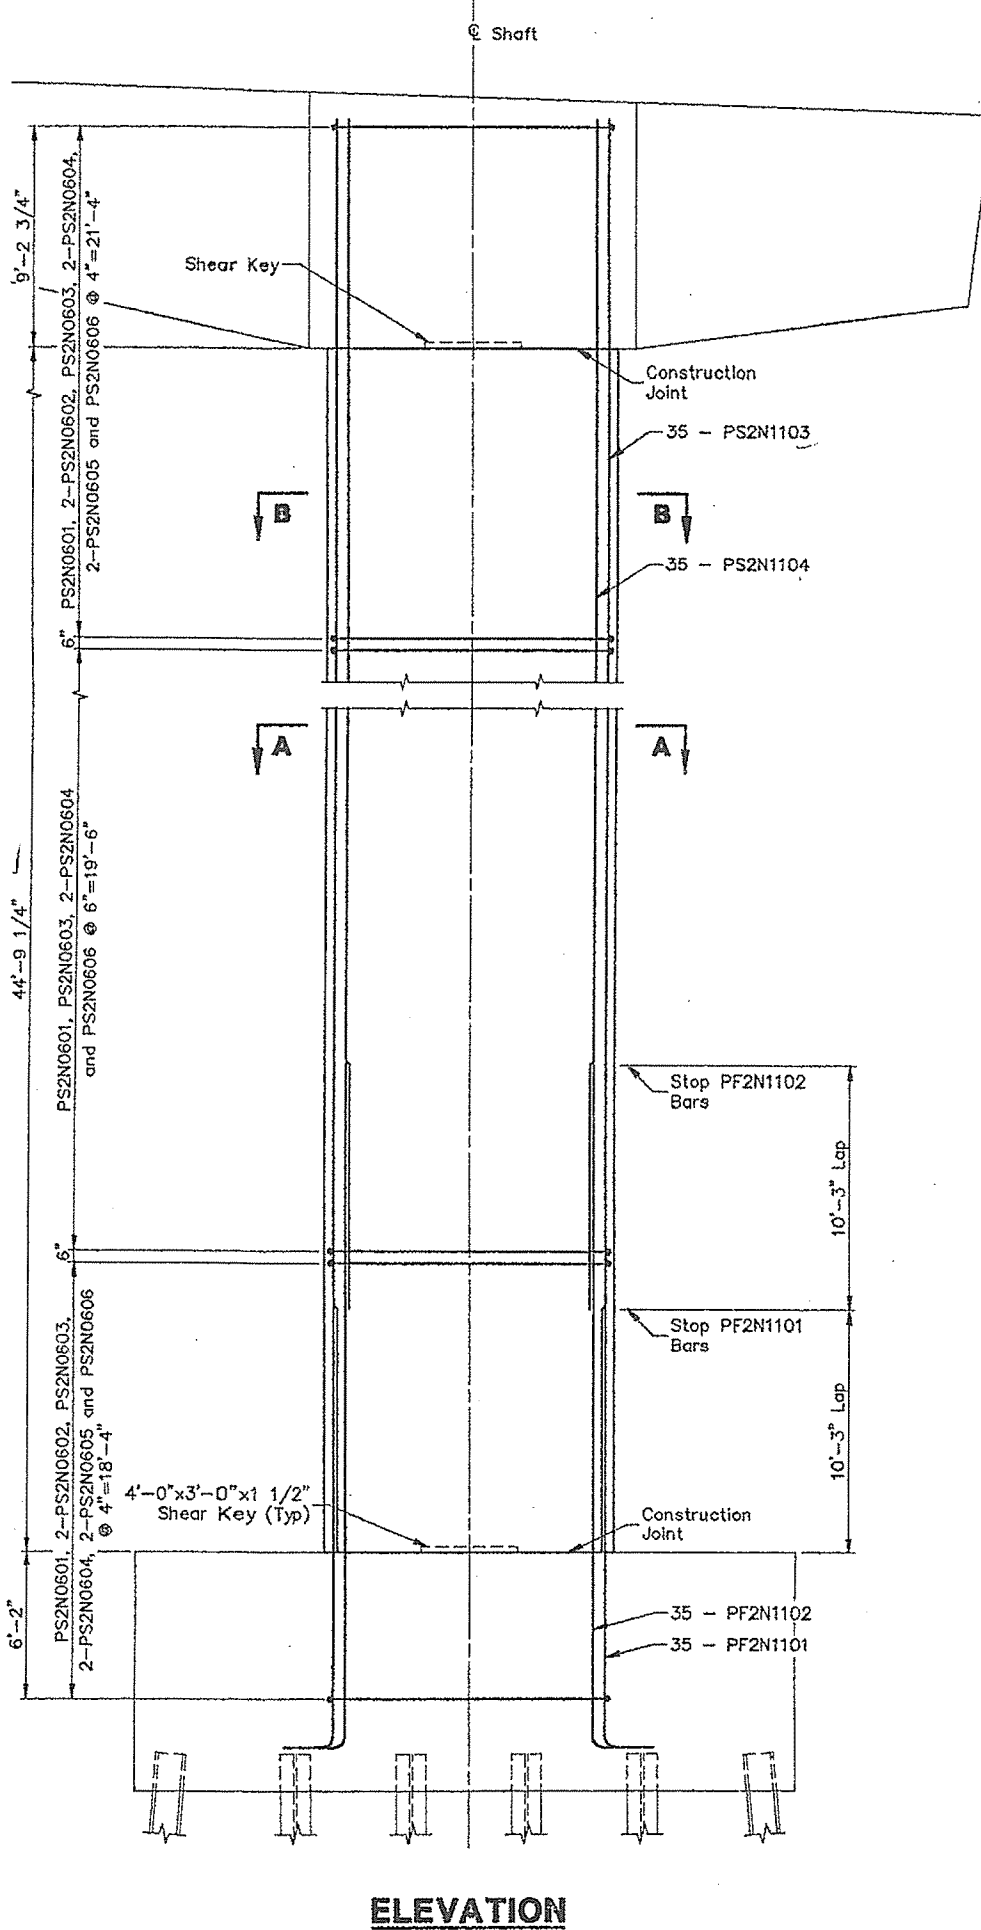 ℄ Shaft
9'-2 3/4"
PS2N0601, 2-PS2N0602, PS2N0603, 2-PS2N0604,
2-PS2N0605 and PS2N0606 @ 4"=21'-4"
Shear Key
Construction
Joint
35 - PS2N1103
B
B
35 - PS2N1104
6"
A
A
44'-9 1/4"
PS2N0601, PS2N0603, 2-PS2N0604
and PS2N0606 @ 6"=19'-6"
Stop PF2N1102
Bars
10'-3" Lap
6"
Stop PF2N1101
Bars
10'-3" Lap
PS2N0601, 2-PS2N0602, PS2N0603,
2-PS2N0604, 2-PS2N0605 and PS2N0606
@ 4"=18'-4"
4'-0"x3'-0"x1 1/2"
Shear Key (Typ)
Construction
Joint
6'-2"
35 - PF2N1102
35 - PF2N1101
ELEVATION